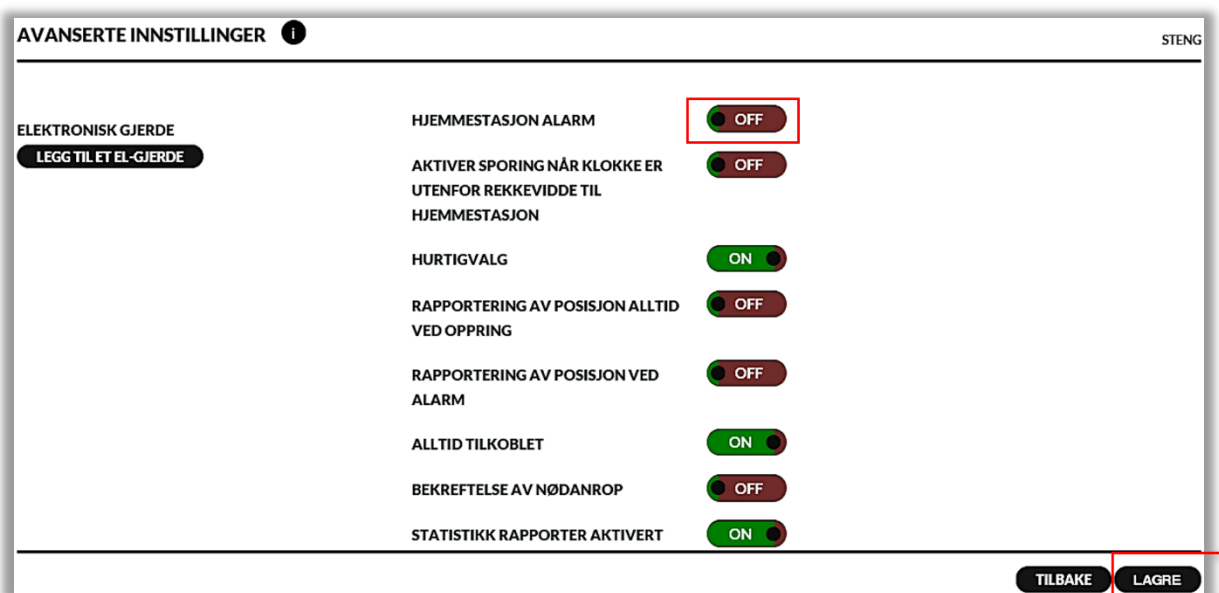 AVANSERTE INNSTILLINGER i
STENG
ELEKTRONISK GJERDE
LEGG TIL ET EL-GJERDE
HJEMMESTASJON ALARM OFF
AKTIVER SPORING NÅR KLOKKE ER OFF
UTENFOR REKKEVIDDE TIL
HJEMMESTASJON
HURTIGVALG ON
RAPPORTERING AV POSISJON ALLTID OFF
VED OPPRING
RAPPORTERING AV POSISJON VED OFF
ALARM
ALLTID TILKOBLET ON
BEKREFTELSE AV NØDANROP OFF
STATISTIKK RAPPORTER AKTIVERT ON
TILBAKE LAGRE